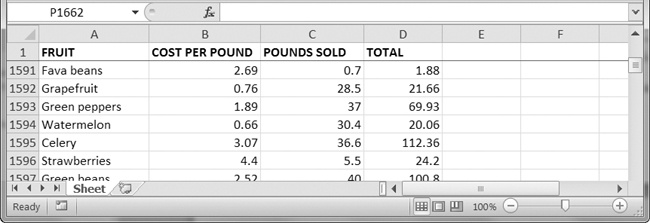 P1662 fx
A B C D E F
1 FRUIT COST PER POUND POUNDS SOLD TOTAL
1591 Fava beans 2.69 0.7 1.88
1592 Grapefruit 0.76 28.5 21.66
1593 Green peppers 1.89 37 69.93
1594 Watermelon 0.66 30.4 20.06
1595 Celery 3.07 36.6 112.36
1596 Strawberries 4.4 5.5 24.2
1597 Green beans 2.52 40 100.8
Sheet
Ready 100%